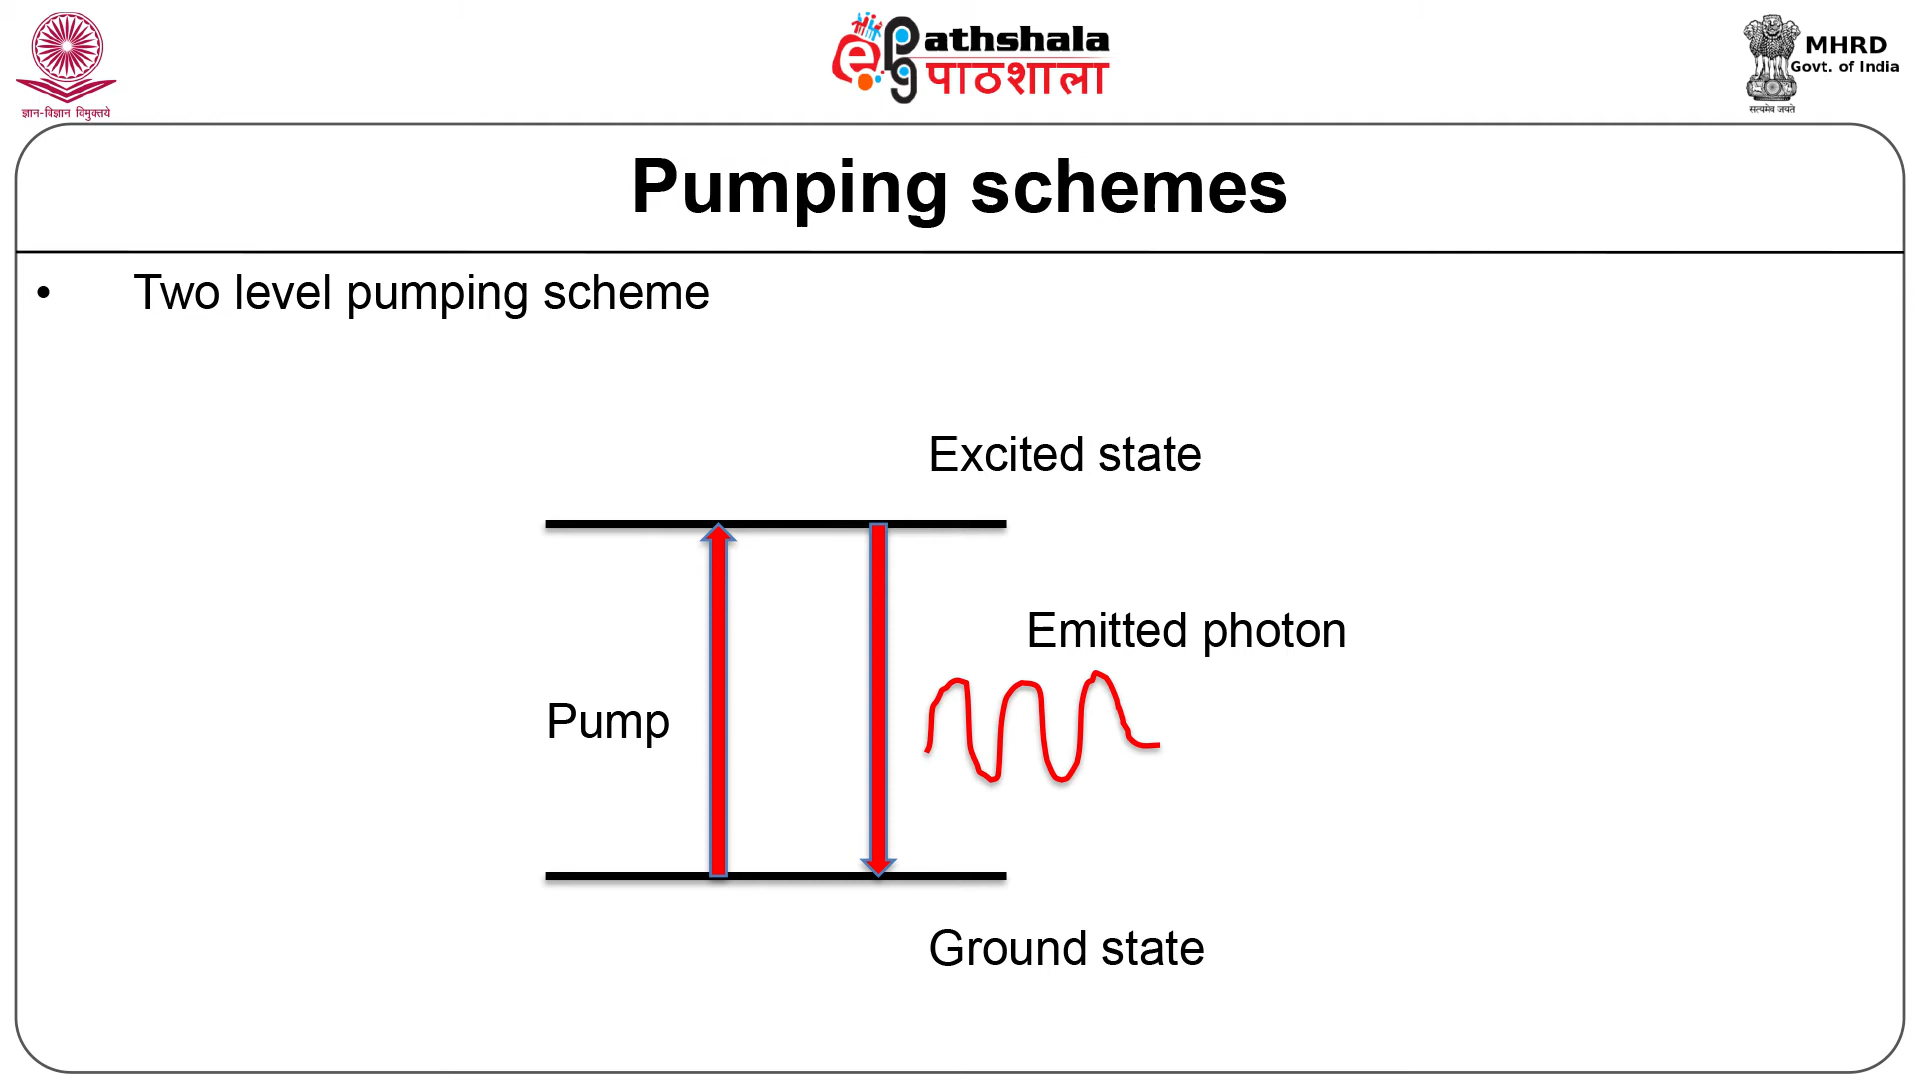 ज्ञान-विज्ञान विमुक्तये
e PG athshala
पाठशाला
MHRD
Govt. of India
सत्यमेव जयते
Pumping schemes
• Two level pumping scheme
Excited state
Emitted photon
Pump
Ground state